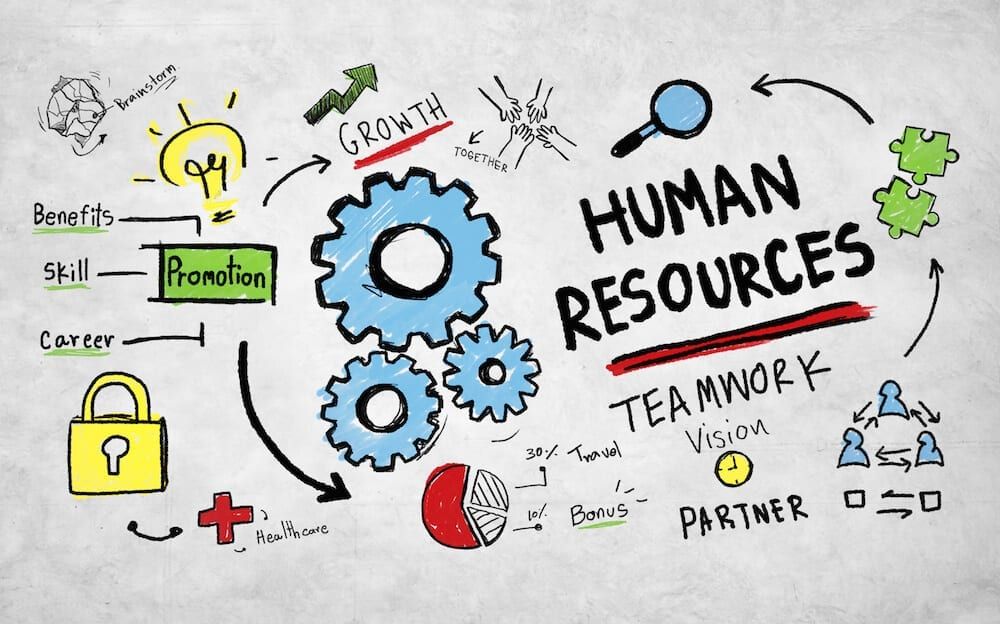 Brainstorm
GROWTH
TOGETHER
Benefits
Skill
Career
Promotion
HUMAN
RESOURCES
TEAMWORK
Vision
PARTNER
30% Travel
10% Bonus
Healthcare